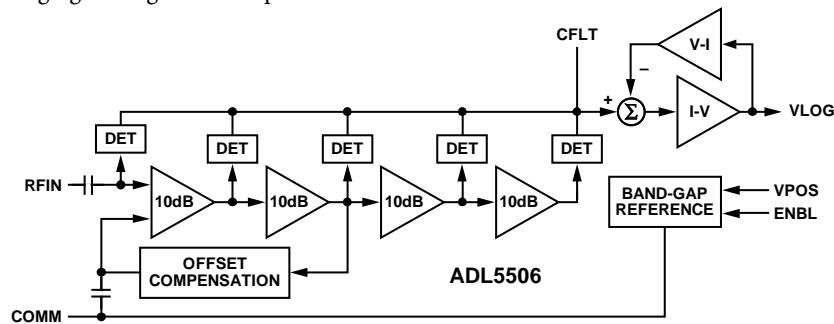 CFLT
V-I
–
+
Σ
I-V
VLOG
DET
DET
DET
DET
DET
RFIN
10dB
10dB
10dB
10dB
BAND-GAP
REFERENCE
VPOS
ENBL
OFFSET
COMPENSATION
ADL5506
COMM